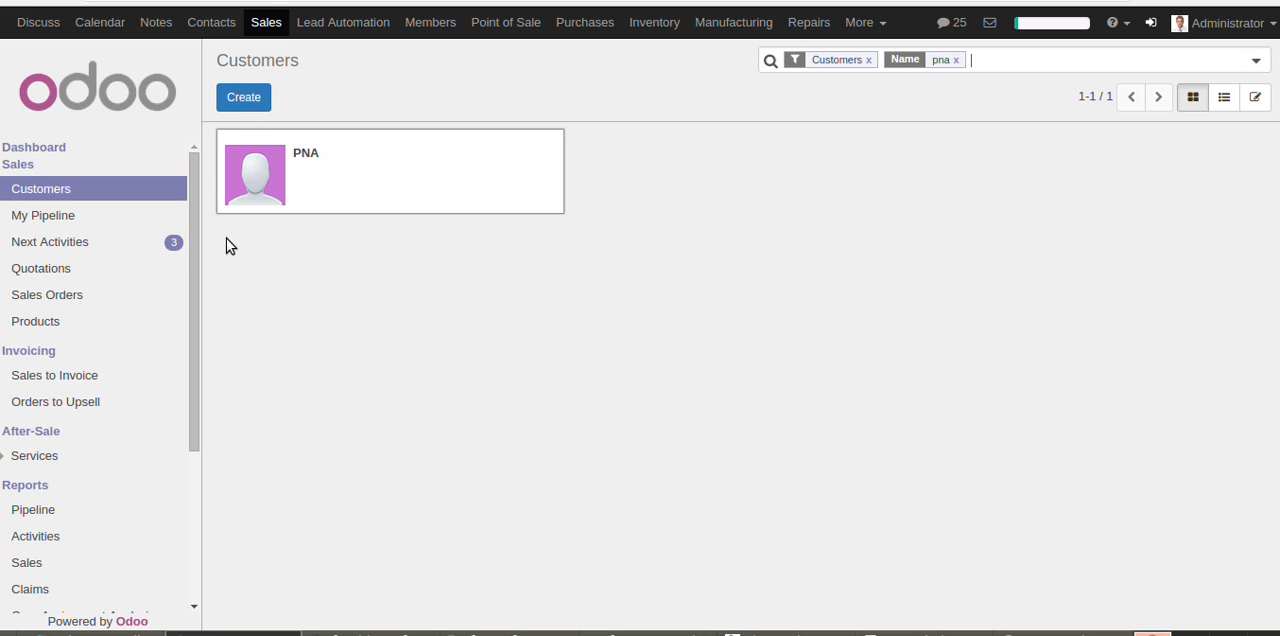 Discuss Calendar Notes Contacts Sales Lead Automation Members Point of Sale Purchases Inventory Manufacturing Repairs More 25 Administrator
odoo
Customers
Customers x Name pna x
Create
1-1 / 1
PNA
Dashboard
Sales
Customers
My Pipeline
Next Activities 3
Quotations
Sales Orders
Products
Invoicing
Sales to Invoice
Orders to Upsell
After-Sale
Services
Reports
Pipeline
Activities
Sales
Claims
Powered by Odoo